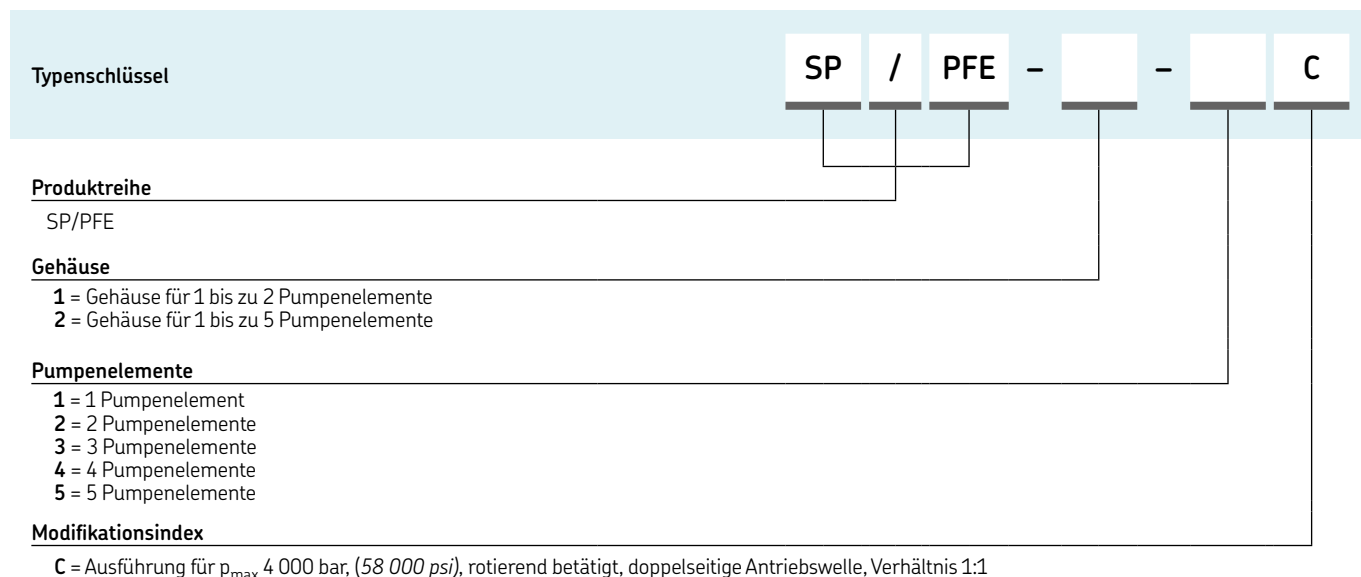 Typenschlüssel SP / PFE – – C
Produktreihe
SP/PFE
Gehäuse
1 = Gehäuse für 1 bis zu 2 Pumpenelemente
2 = Gehäuse für 1 bis zu 5 Pumpenelemente
Pumpenelemente
1 = 1 Pumpenelement
2 = 2 Pumpenelemente
3 = 3 Pumpenelemente
4 = 4 Pumpenelemente
5 = 5 Pumpenelemente
Modifikationsindex
C = Ausführung für pmax 4 000 bar, (58 000 psi), rotierend betätigt, doppelseitige Antriebswelle, Verhältnis 1:1